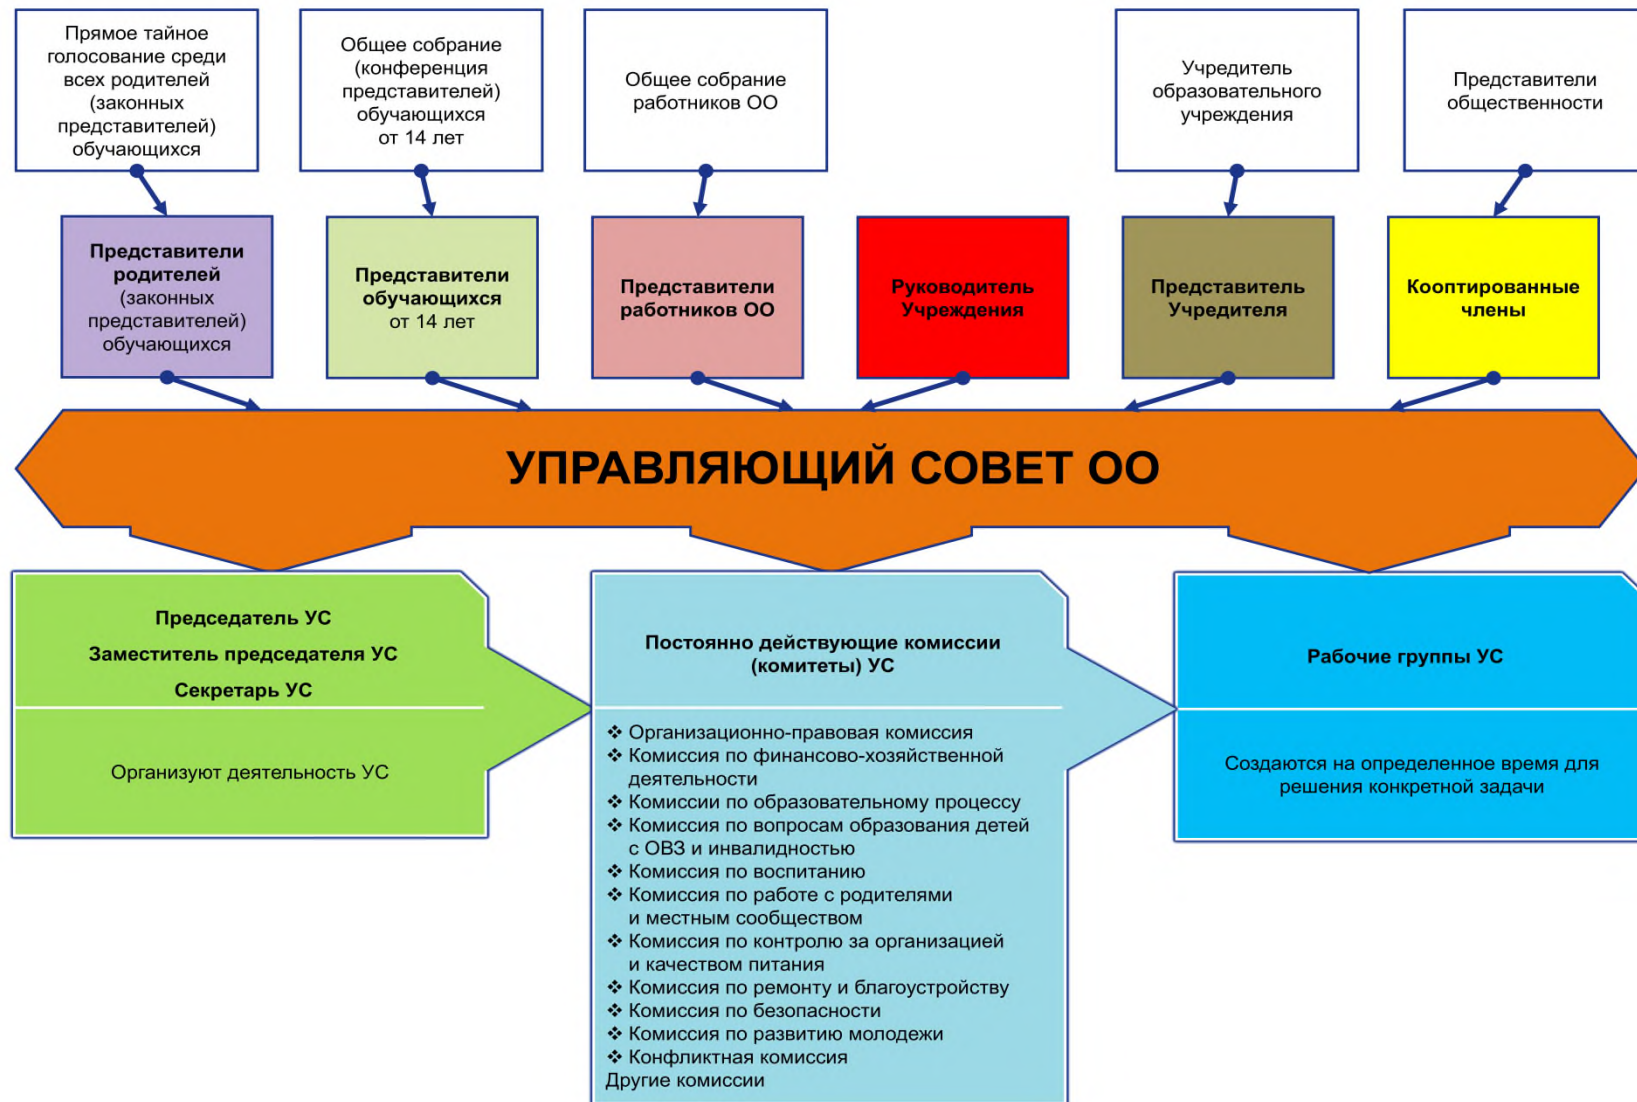 Прямое тайное
голосование среди
всех родителей
(законных
представителей)
обучающихся
Общее собрание
(конференция
представителей)
обучающихся
от 14 лет
Общее собрание
работников ОО
Учредитель
образовательного
учреждения
Представители
общественности
Представители
родителей
(законных
представителей)
обучающихся
Представители
обучающихся
от 14 лет
Представители
работников ОО
Руководитель
Учреждения
Представитель
Учредителя
Кооптированные
члены
УПРАВЛЯЮЩИЙ СОВЕТ ОО
Председатель УС
Заместитель председателя УС
Секретарь УС
Организуют деятельность УС
Постоянно действующие комиссии
(комитеты) УС
❖ Организационно-правовая комиссия
❖ Комиссия по финансово-хозяйственной
деятельности
❖ Комиссии по образовательному процессу
❖ Комиссия по вопросам образования детей
с ОВЗ и инвалидностью
❖ Комиссия по воспитанию
❖ Комиссия по работе с родителями
и местным сообществом
❖ Комиссия по контролю за организацией
и качеством питания
❖ Комиссия по ремонту и благоустройству
❖ Комиссия по безопасности
❖ Комиссия по развитию молодежи
❖ Конфликтная комиссия
Другие комиссии
Рабочие группы УС
Создаются на определенное время для
решения конкретной задачи